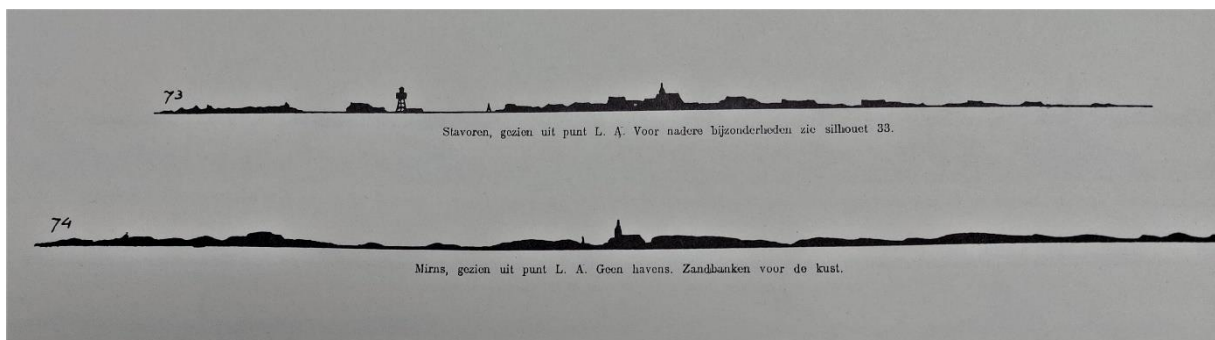 73
Stavoren, gezien uit punt L. A. Voor nadere bijzonderheden zie silhouet 33.
74
Mirns, gezien uit punt L. A. Geen havens. Zandbanken voor de kust.